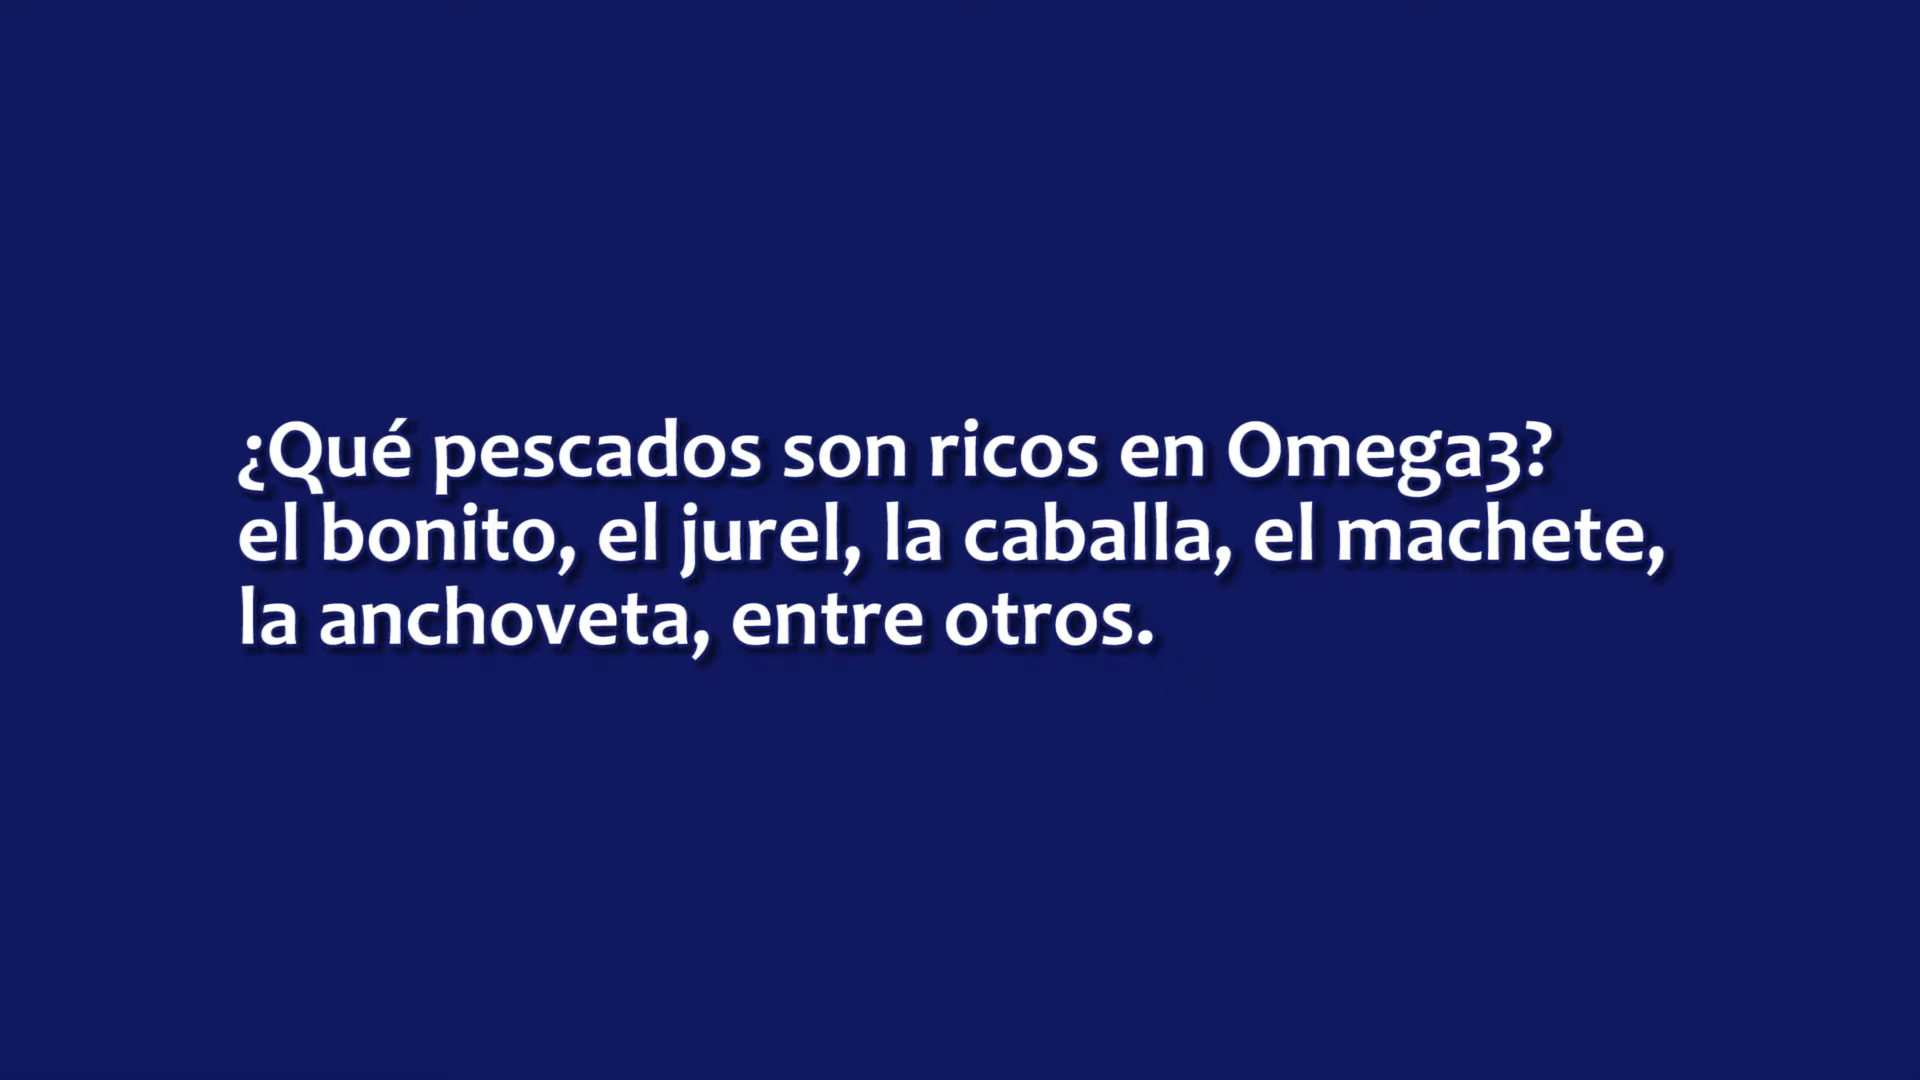 ¿Qué pescados son ricos en Omega3?
el bonito, el jurel, la caballa, el machete,
la anchoveta, entre otros.